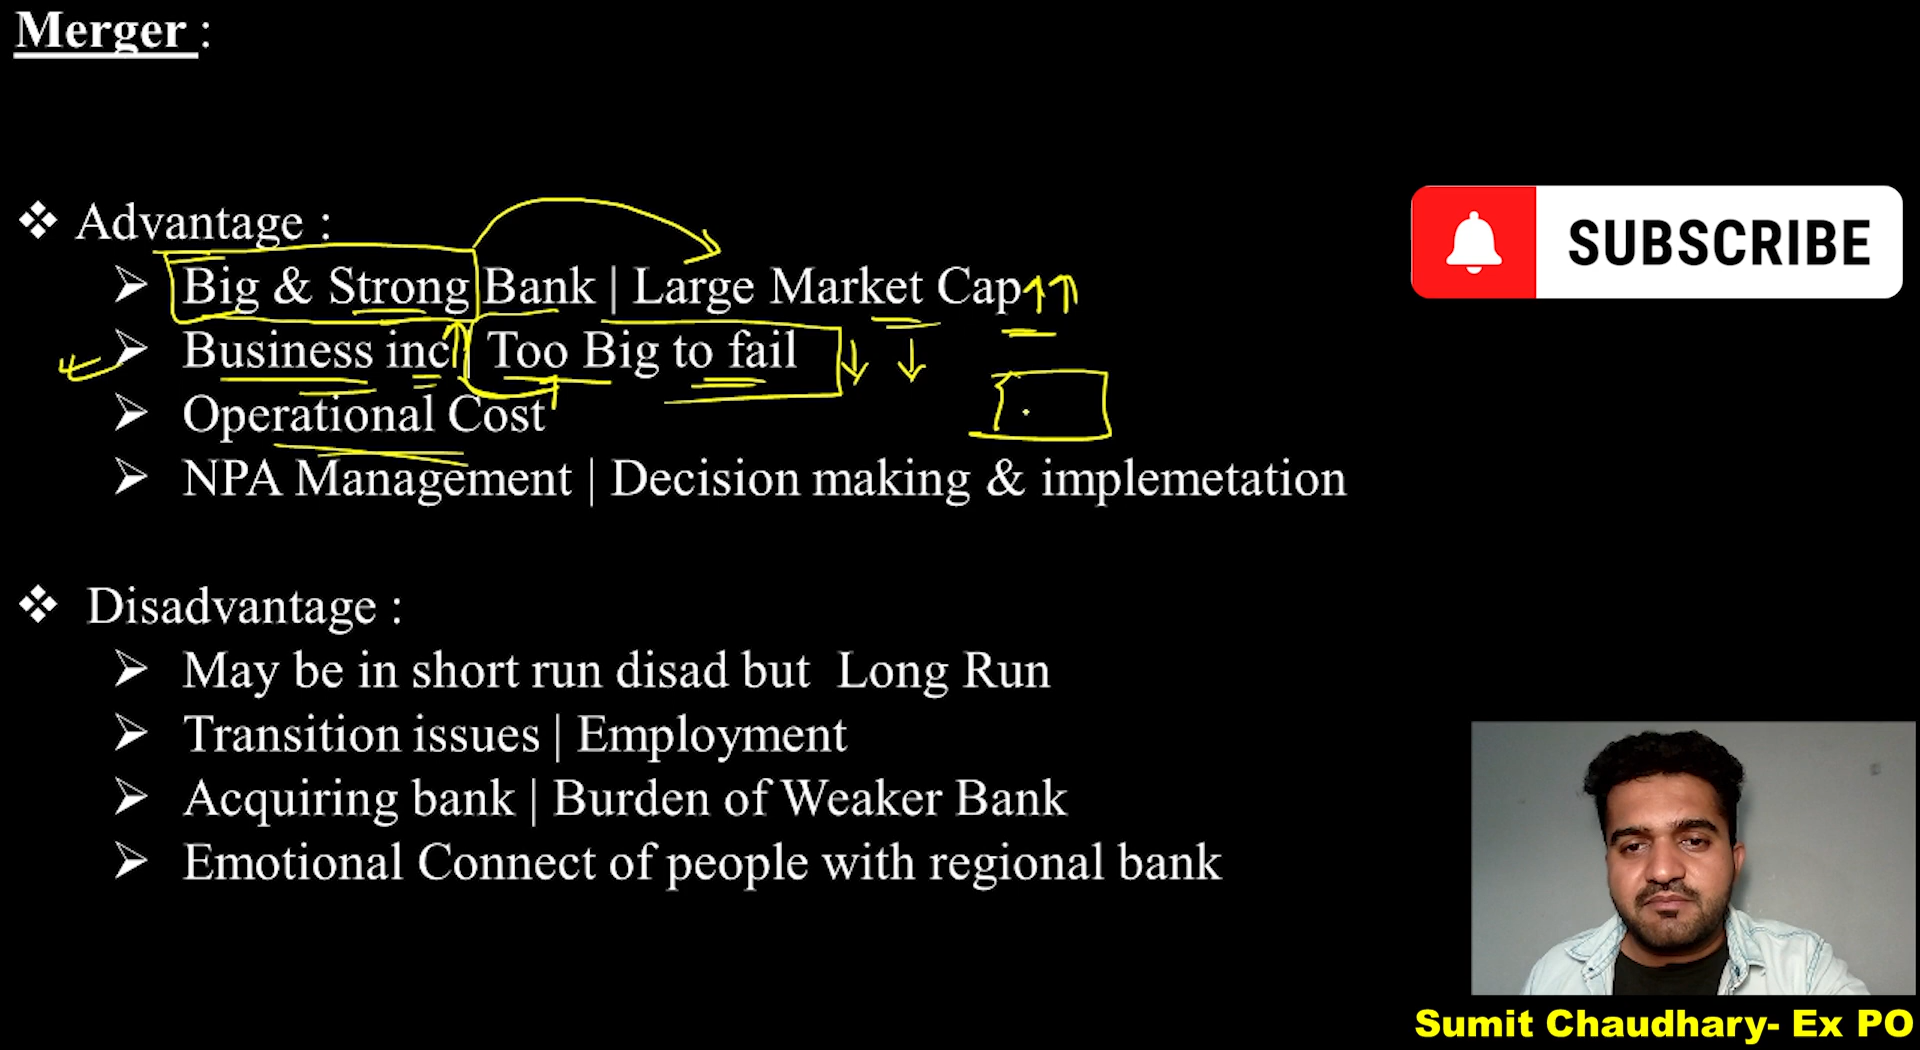 Merger :
Advantage :
Big & Strong Bank | Large Market Cap
Business inc | Too Big to fail
Operational Cost
NPA Management | Decision making & implemetation
Disadvantage :
May be in short run disad but Long Run
Transition issues | Employment
Acquiring bank | Burden of Weaker Bank
Emotional Connect of people with regional bank
SUBSCRIBE
Sumit Chaudhary- Ex PO